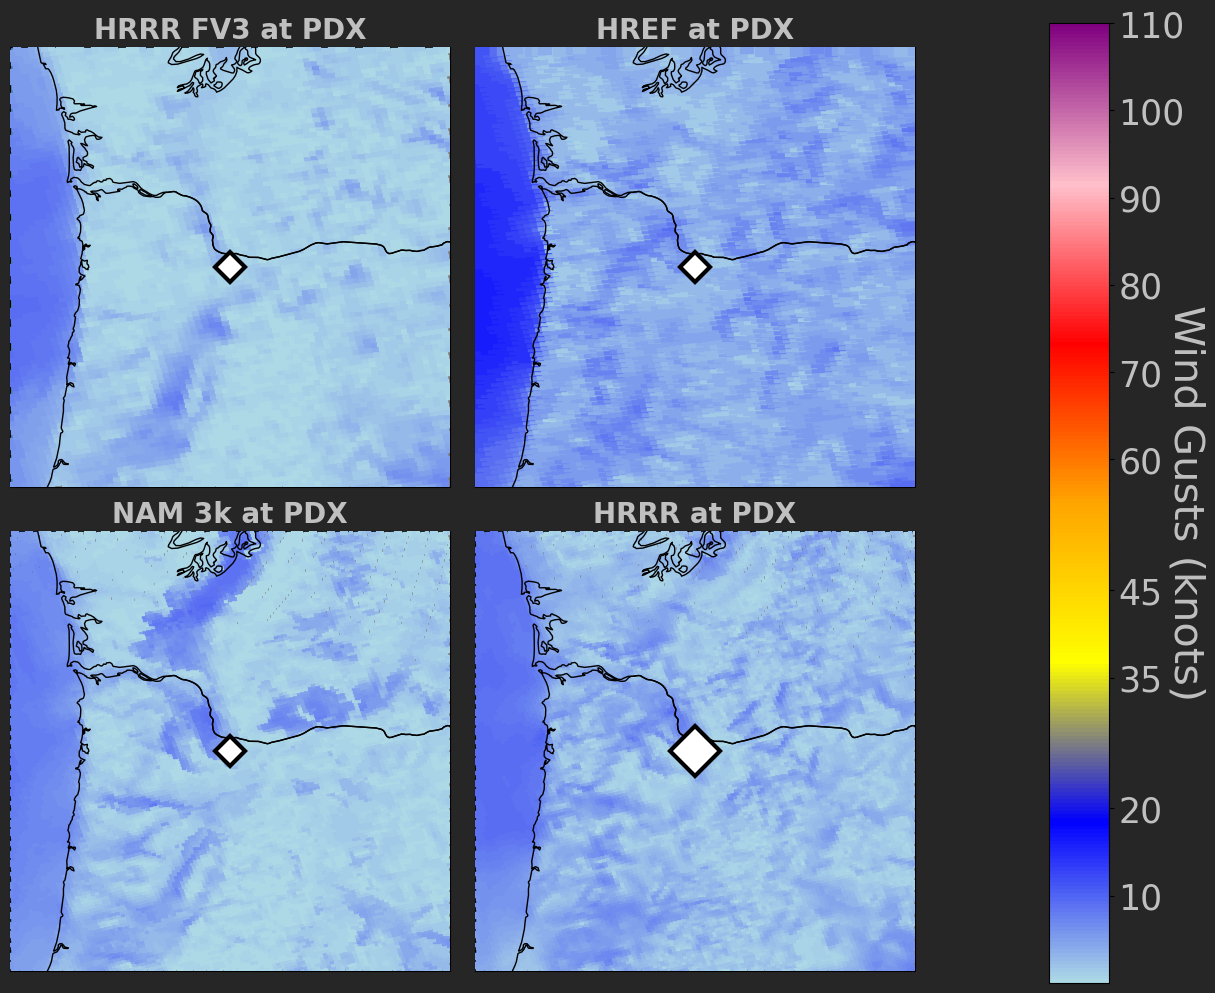 HRRR FV3 at PDX
HREF at PDX
NAM 3k at PDX
HRRR at PDX
110
100
90
80
70
60
45
35
20
10
Wind Gusts (knots)